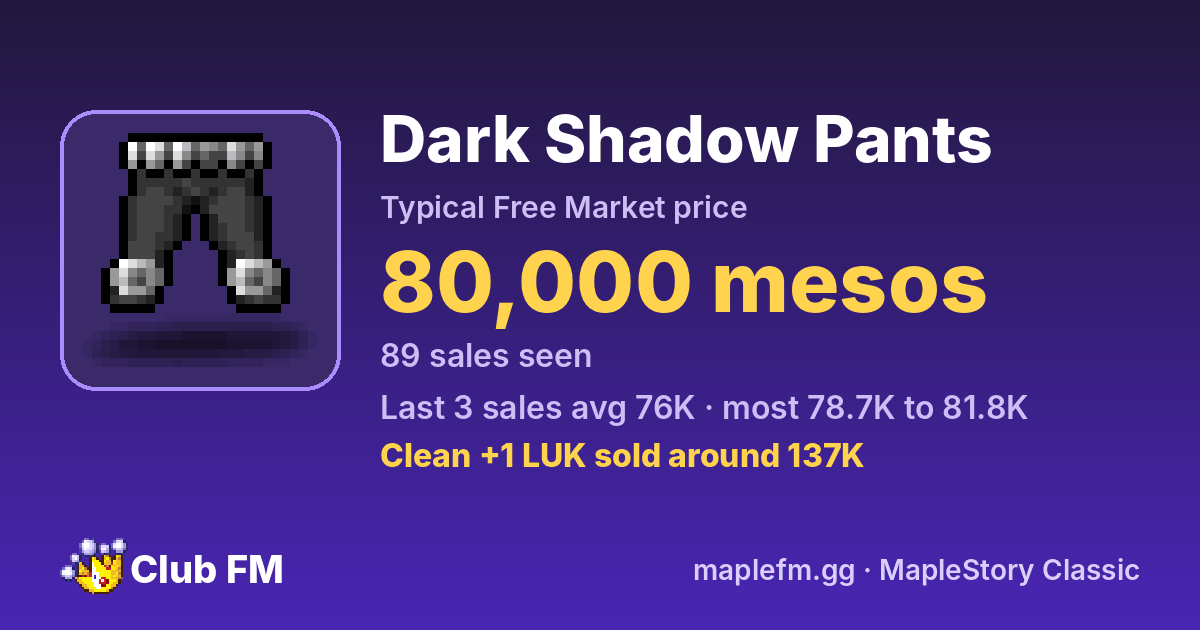 Dark Shadow Pants
Typical Free Market price
80,000 mesos
89 sales seen
Last 3 sales avg 76K · most 78.7K to 81.8K
Clean +1 LUK sold around 137K
Club FM
maplefm.gg · MapleStory Classic